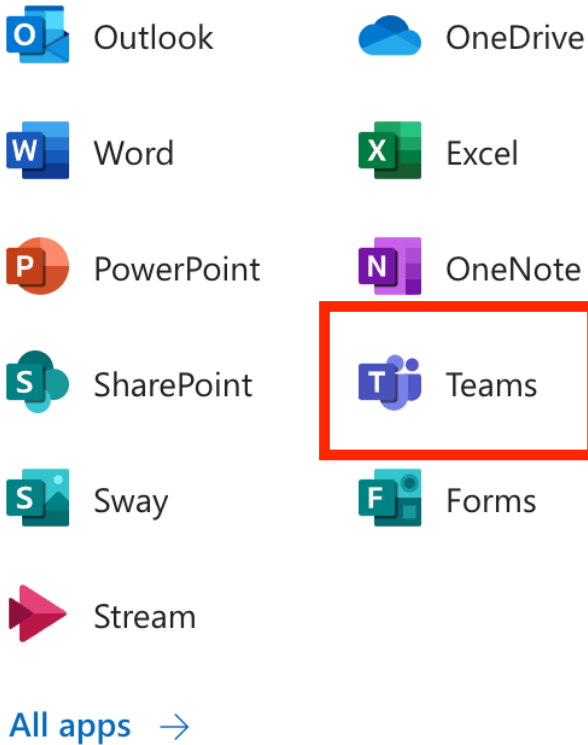 O Outlook OneDrive
W Word X Excel
P PowerPoint N OneNote
S SharePoint T Teams
S Sway F Forms
Stream
All apps →